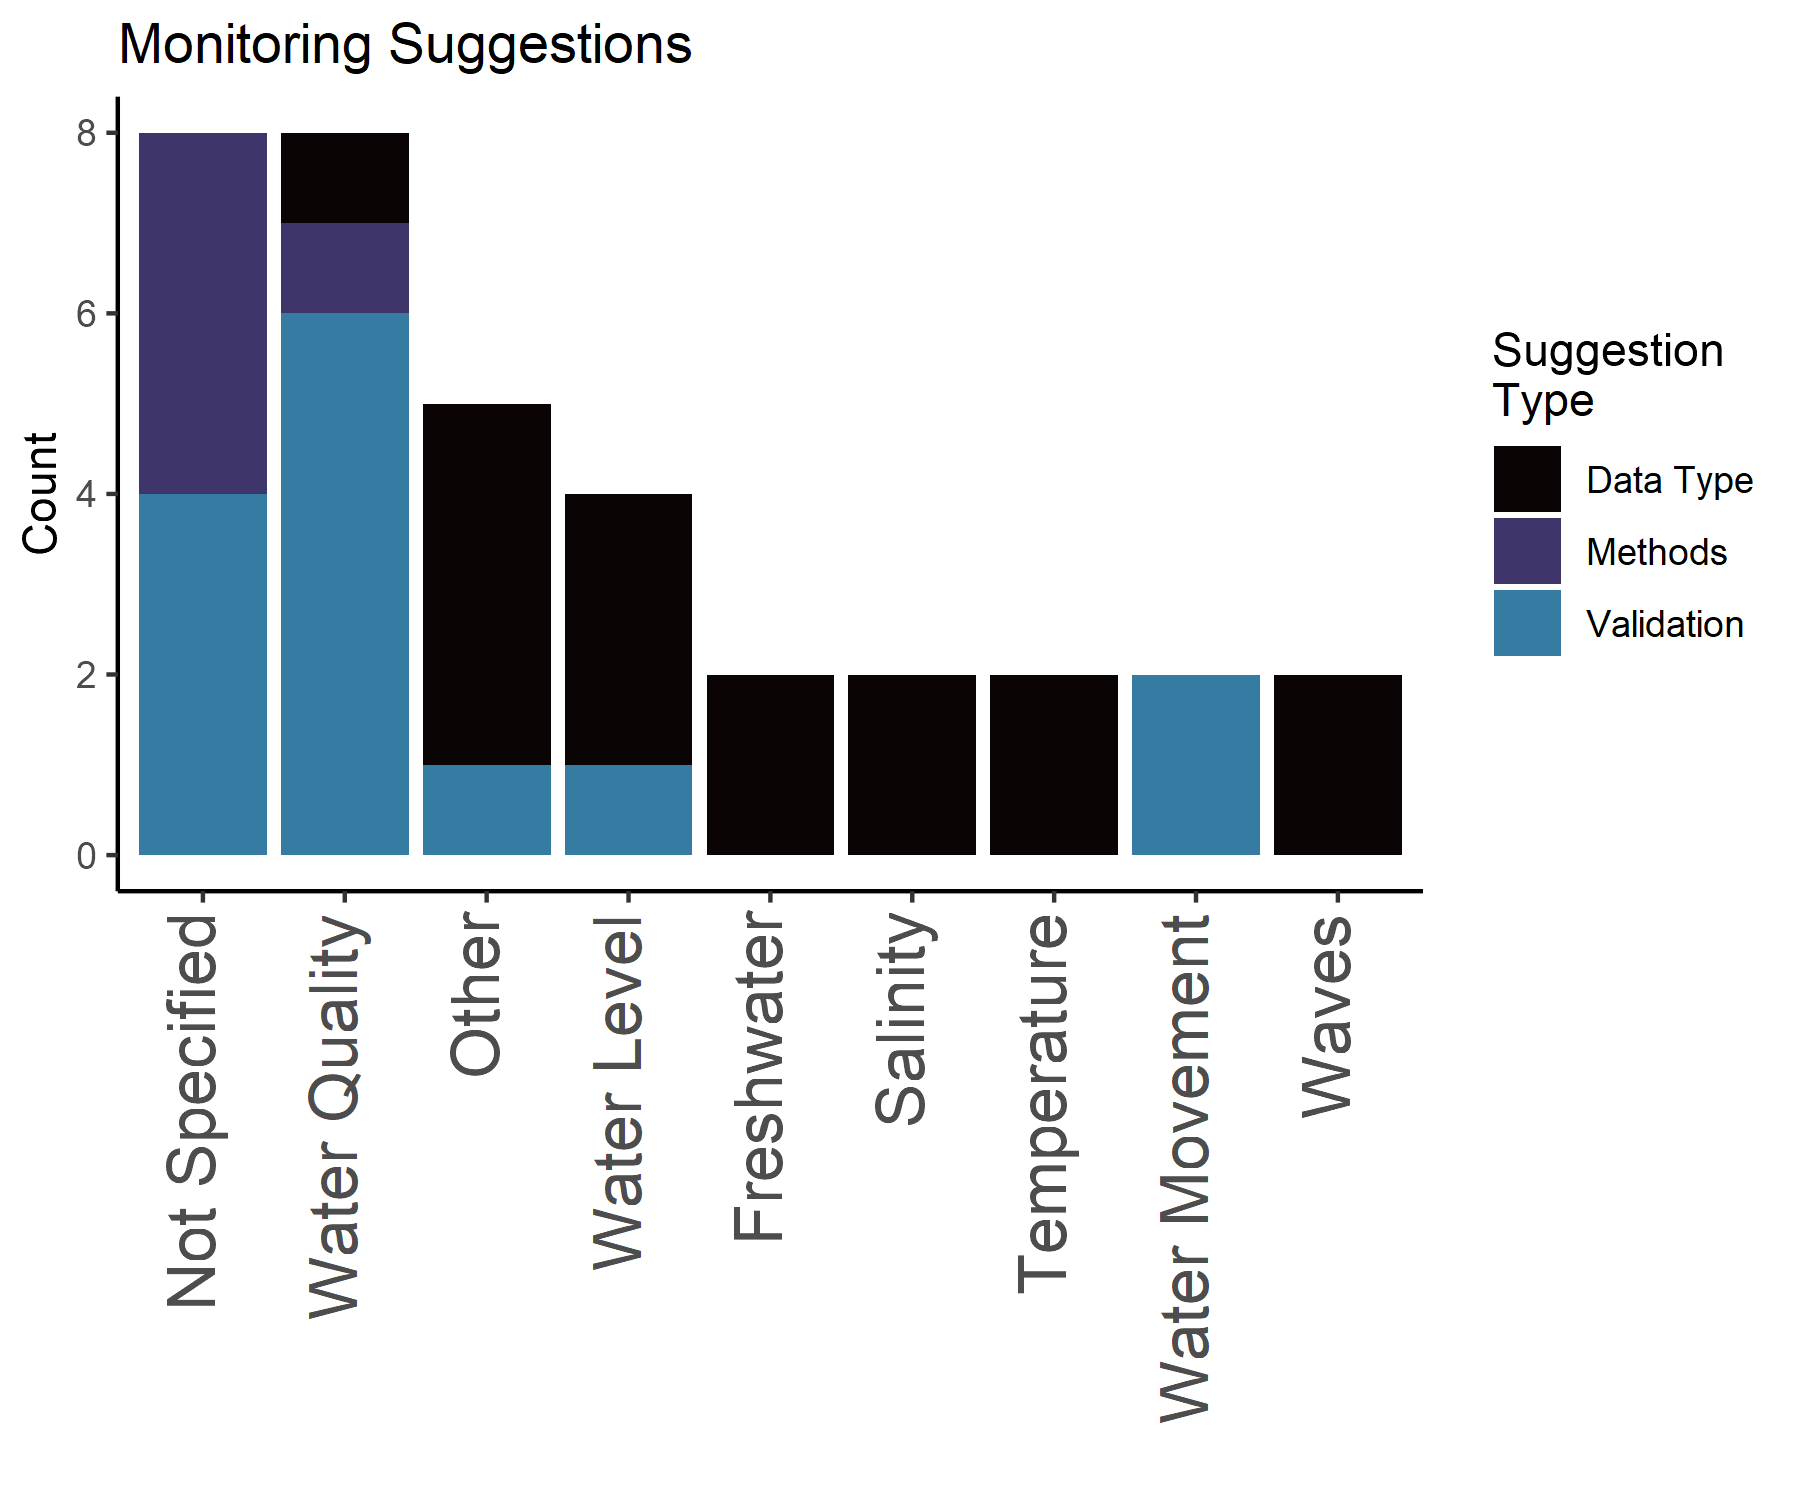 Monitoring Suggestions
Count
8
6
4
2
0
Not Specified
Water Quality
Other
Water Level
Freshwater
Salinity
Temperature
Water Movement
Waves
Suggestion
Type
Data Type
Methods
Validation